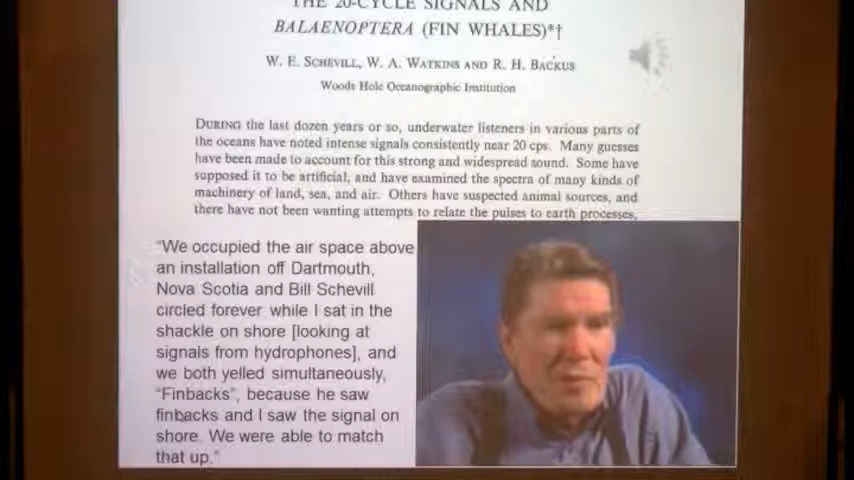 THE 20-CYCLE SIGNALS AND
BALAENOPTERA (FIN WHALES)*†
W. E. SCHEVILL, W. A. WATKINS AND R. H. BACKUS
Woods Hole Oceanographic Institution
DURING the last dozen years or so, underwater listeners in various parts of
the oceans have noted intense signals consistently near 20 cps. Many guesses
have been made to account for this strong and widespread sound. Some have
supposed it to be artificial, and have examined the spectra of many kinds of
machinery of land, sea, and air. Others have suspected animal sources, and
there have not been wanting attempts to relate the pulses to earth processes,
“We occupied the air space above
an installation off Dartmouth,
Nova Scotia and Bill Schevill
circled forever while I sat in the
shackle on shore [looking at
signals from hydrophones], and
we both yelled simultaneously,
“Finbacks”, because he saw
finbacks and I saw the signal on
shore. We were able to match
that up.”